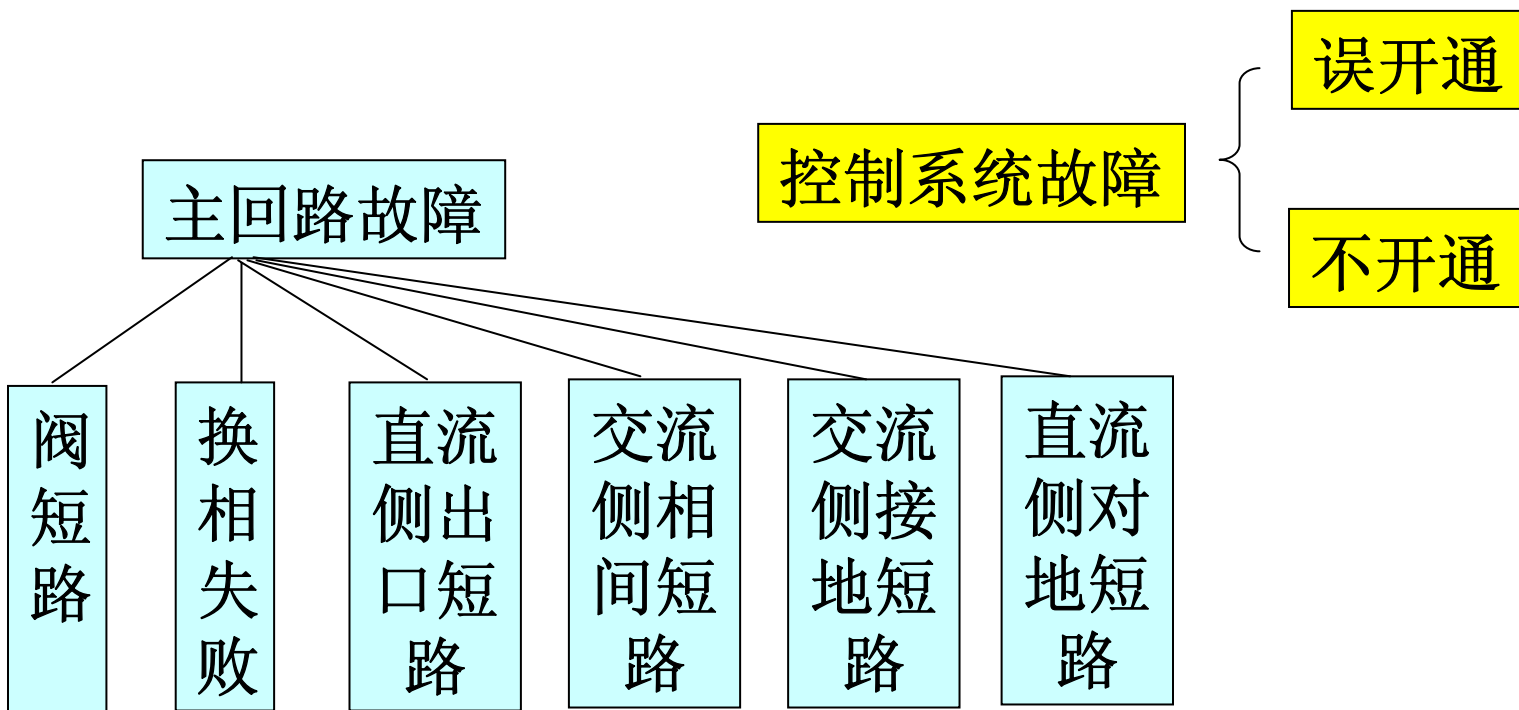 误开通
控制系统故障
主回路故障
不开通
阀
短
路
换
相
失
败
直流
侧出
口短
路
交流
侧相
间短
路
交流
侧接
地短
路
直流
侧对
地短
路